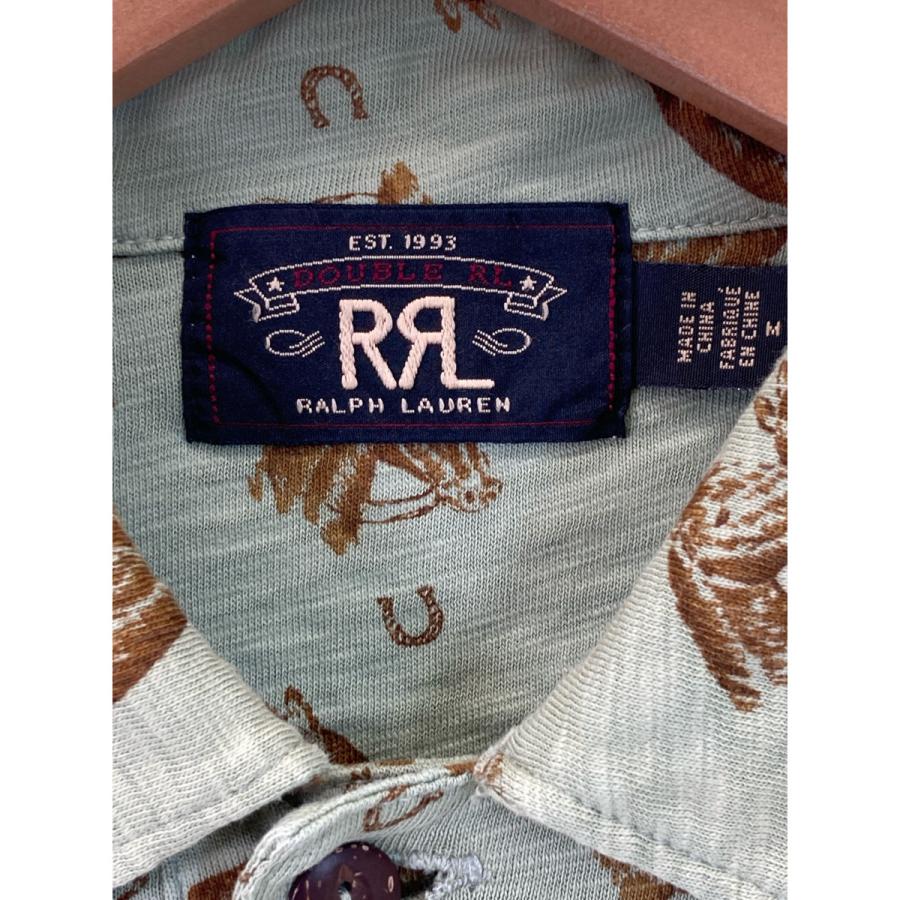 EST. 1993
DOUBLE RL
RRL
RALPH LAUREN
MADE IN
CHINA
FABRIQUÉ
EN CHINE
M